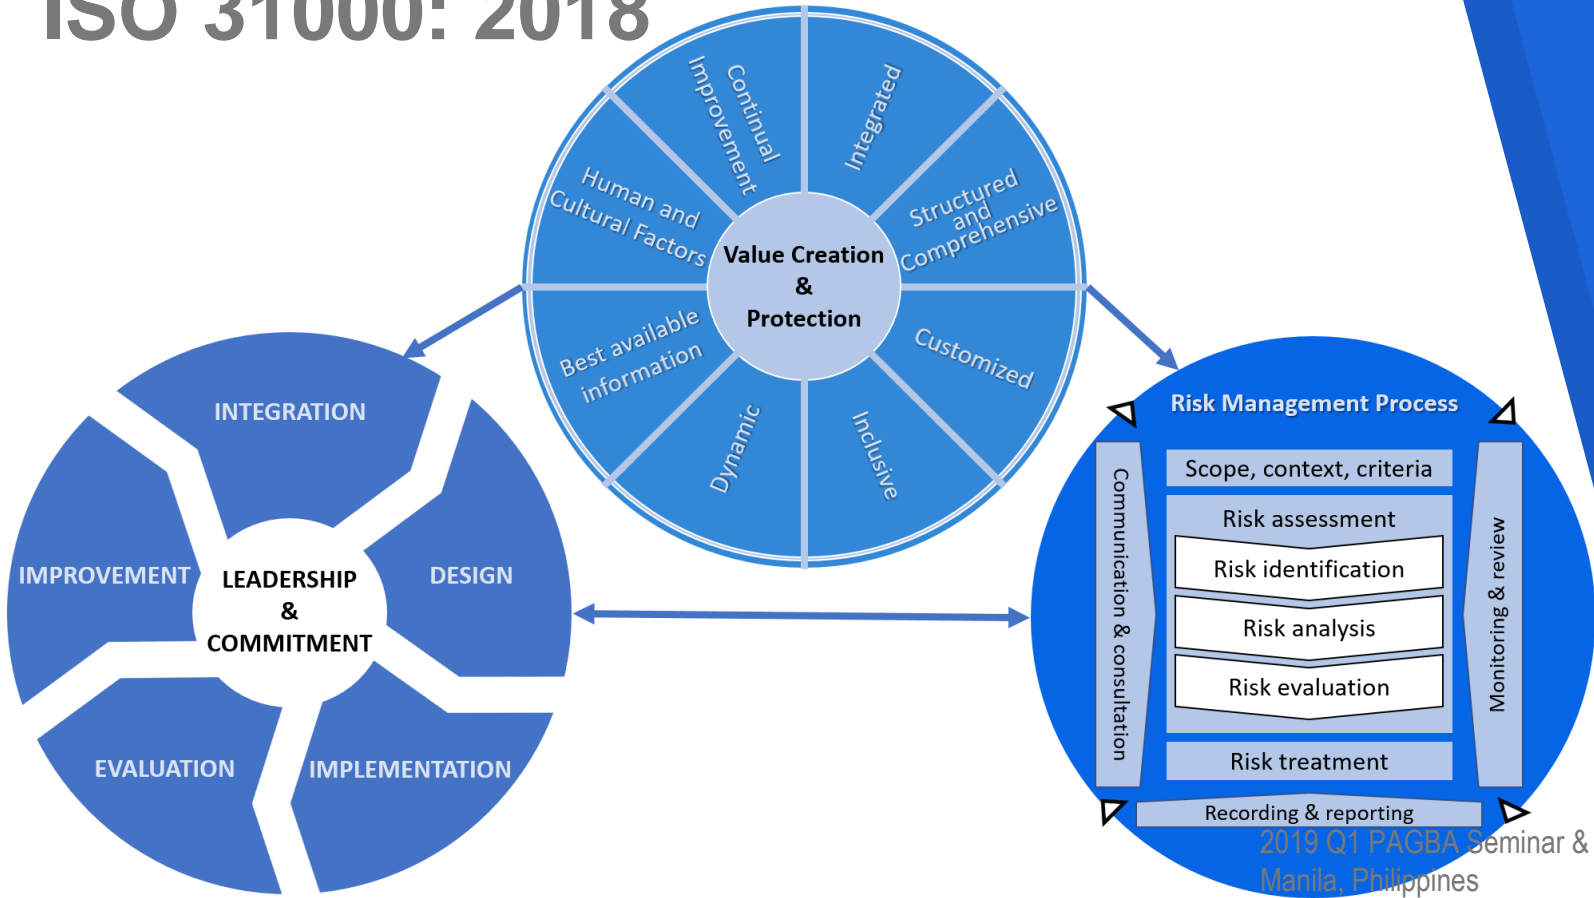 ISO 31000: 2018
Continual
Improvement
Integrated
Human and
Cultural Factors
Structured
and
Comprehensive
Value Creation
&
Protection
Best available
information
Customized
Dynamic
Inclusive
INTEGRATION
DESIGN
IMPLEMENTATION
EVALUATION
IMPROVEMENT
LEADERSHIP
&
COMMITMENT
Risk Management Process
Scope, context, criteria
Risk assessment
Risk identification
Risk analysis
Risk evaluation
Risk treatment
Communication & consultation
Monitoring & review
Recording & reporting
2019 Q1 PAGBA Seminar &
Manila, Philippines